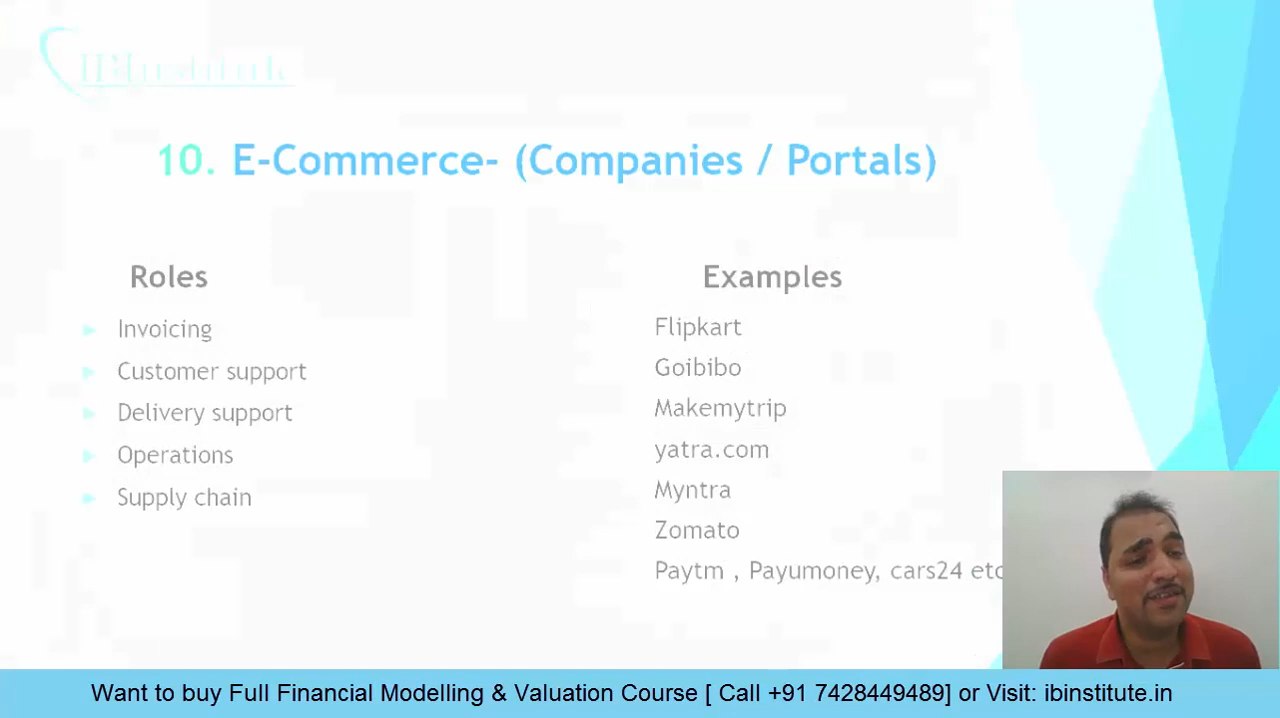 IBInstitute
10. E-Commerce- (Companies / Portals)
Roles
Invoicing
Customer support
Delivery support
Operations
Supply chain
Examples
Flipkart
Goibibo
Makemytrip
yatra.com
Myntra
Zomato
Paytm , Payumoney, cars24 etc
Want to buy Full Financial Modelling & Valuation Course [ Call +91 7428449489] or Visit: ibinstitute.in